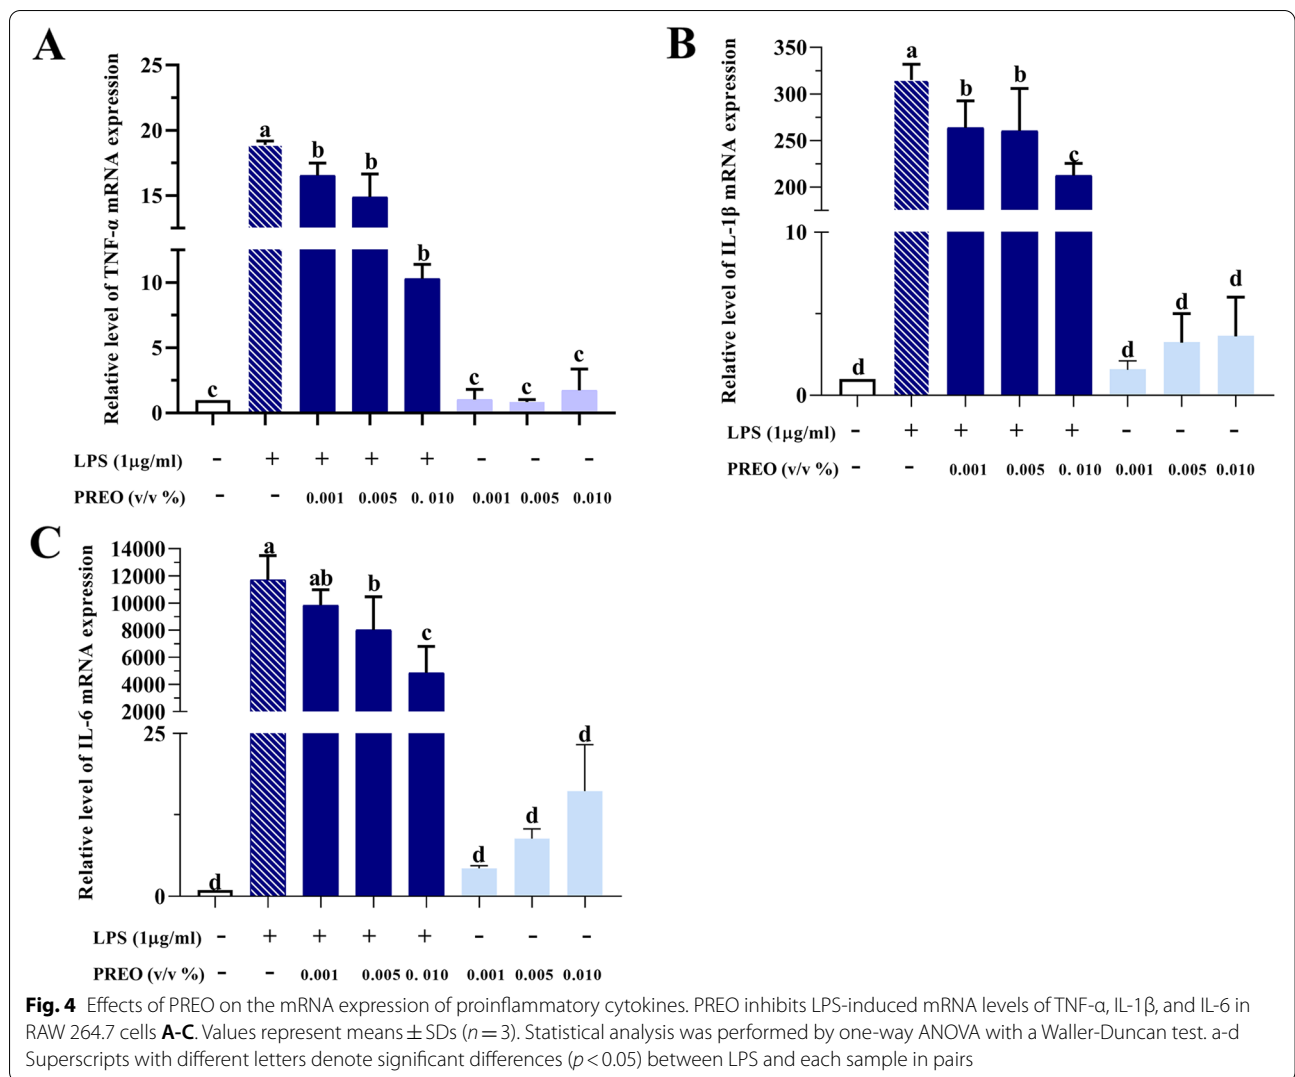 A
Relative level of TNF-α mRNA expression
25
20
15
10
5
0
c
a
b
b
b
c
c
c
LPS (1μg/ml) - + + + + - - -
PREO (v/v %) - - 0.001 0.005 0. 010 0.001 0.005 0.010
B
Relative level of IL-1β mRNA expression
350
300
250
200
10
0
d
a
b
b
c
d
d
d
LPS (1μg/ml) - + + + + - - -
PREO (v/v %) - - 0.001 0.005 0. 010 0.001 0.005 0.010
C
Relative level of IL-6 mRNA expression
14000
12000
10000
8000
6000
4000
2000
25
0
d
a
ab
b
c
d
d
d
LPS (1μg/ml) - + + + + - - -
PREO (v/v %) - - 0.001 0.005 0. 010 0.001 0.005 0.010
Fig. 4 Effects of PREO on the mRNA expression of proinflammatory cytokines. PREO inhibits LPS-induced mRNA levels of TNF-α, IL-1β, and IL-6 in
RAW 264.7 cells A-C. Values represent means ± SDs (n = 3). Statistical analysis was performed by one-way ANOVA with a Waller-Duncan test. a-d
Superscripts with different letters denote significant differences (p < 0.05) between LPS and each sample in pairs